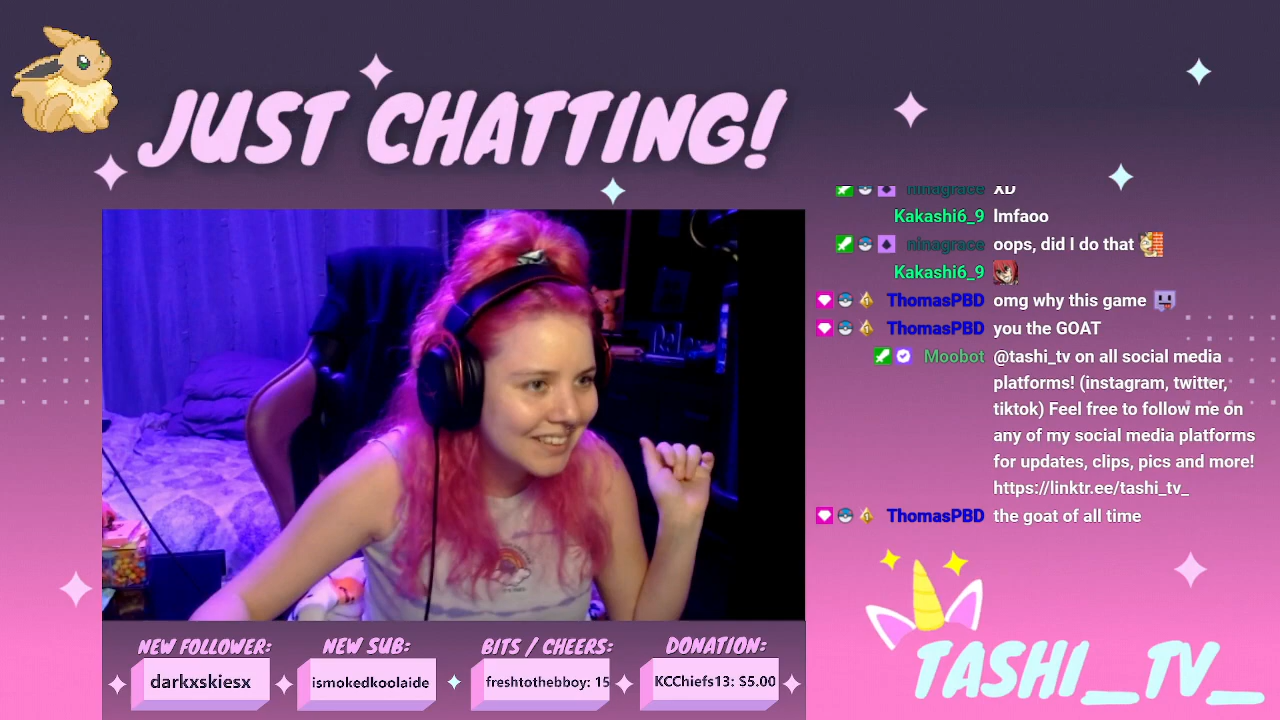 JUST CHATTING!
ninagrace XD
Kakashi6_9 lmfaoo
ninagrace oops, did I do that
Kakashi6_9
ThomasPBD omg why this game
ThomasPBD you the GOAT
Moobot @tashi_tv on all social media
platforms! (instagram, twitter,
tiktok) Feel free to follow me on
any of my social media platforms
for updates, clips, pics and more!
https://linktr.ee/tashi_tv_
ThomasPBD the goat of all time
NEW FOLLOWER:
darkxskiesx
NEW SUB:
ismokedkoolaide
BITS / CHEERS:
freshtothebboy: 15
DONATION:
KCChiefs13: $5.00
TASHI__TV_